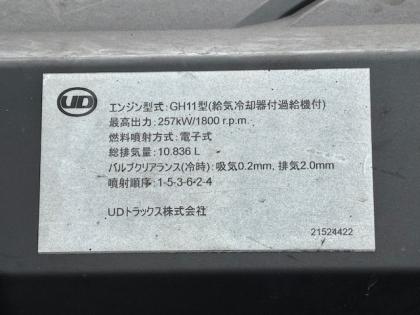 UD
エンジン型式:GH11型(給気冷却器付過給機付)
最高出力:257kW/1800 r.p.m.
燃料噴射方式:電子式
総排気量:10.836 L
バルブクリアランス(冷時):吸気0.2mm, 排気2.0mm
噴射順序:1-5-3-6-2-4
UDトラックス株式会社
21524422